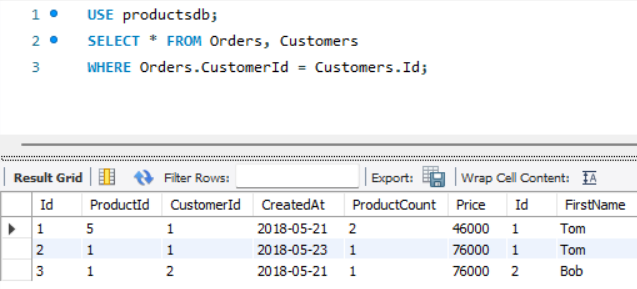 1 USE productsdb;
2 SELECT * FROM Orders, Customers
3 WHERE Orders.CustomerId = Customers.Id;
Result Grid Filter Rows: Export: Wrap Cell Content: IA
Id ProductId CustomerId CreatedAt ProductCount Price Id FirstName
1 5 1 2018-05-21 2 46000 1 Tom
2 1 1 2018-05-23 1 76000 1 Tom
3 1 2 2018-05-21 1 76000 2 Bob